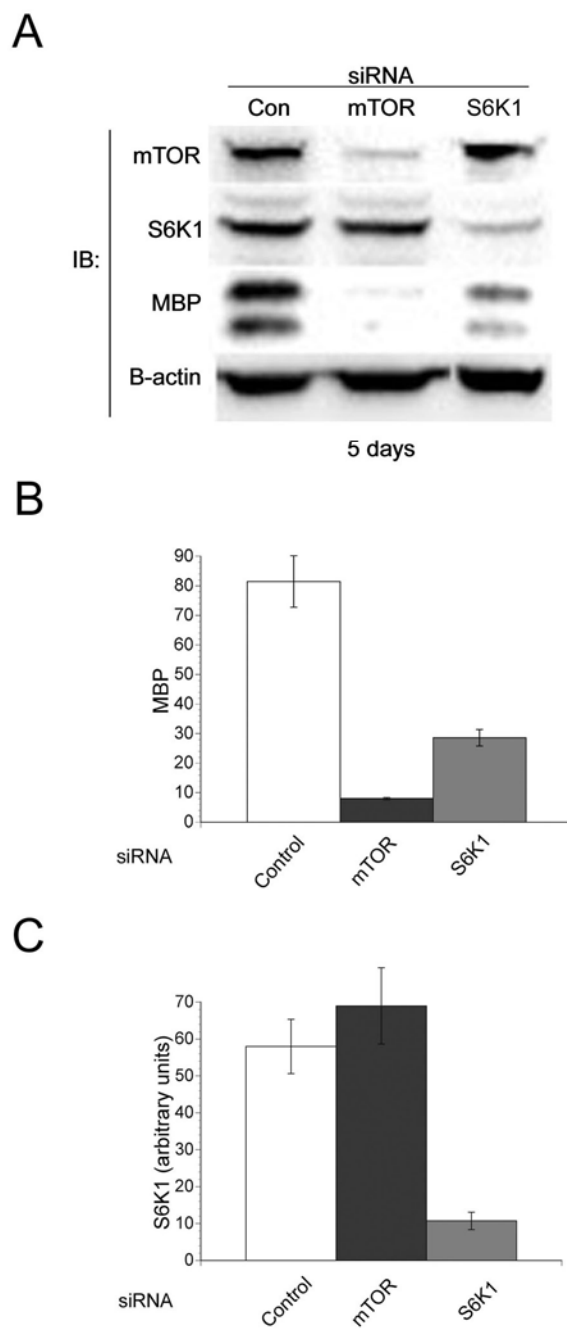 A
siRNA
Con mTOR S6K1
mTOR
S6K1
IB:
MBP
B-actin
5 days
B
90
80
70
60
50
40
30
20
10
0
MBP
siRNA
Control mTOR S6K1
C
70
60
50
40
30
20
10
0
S6K1 (arbitrary units)
siRNA
Control mTOR S6K1